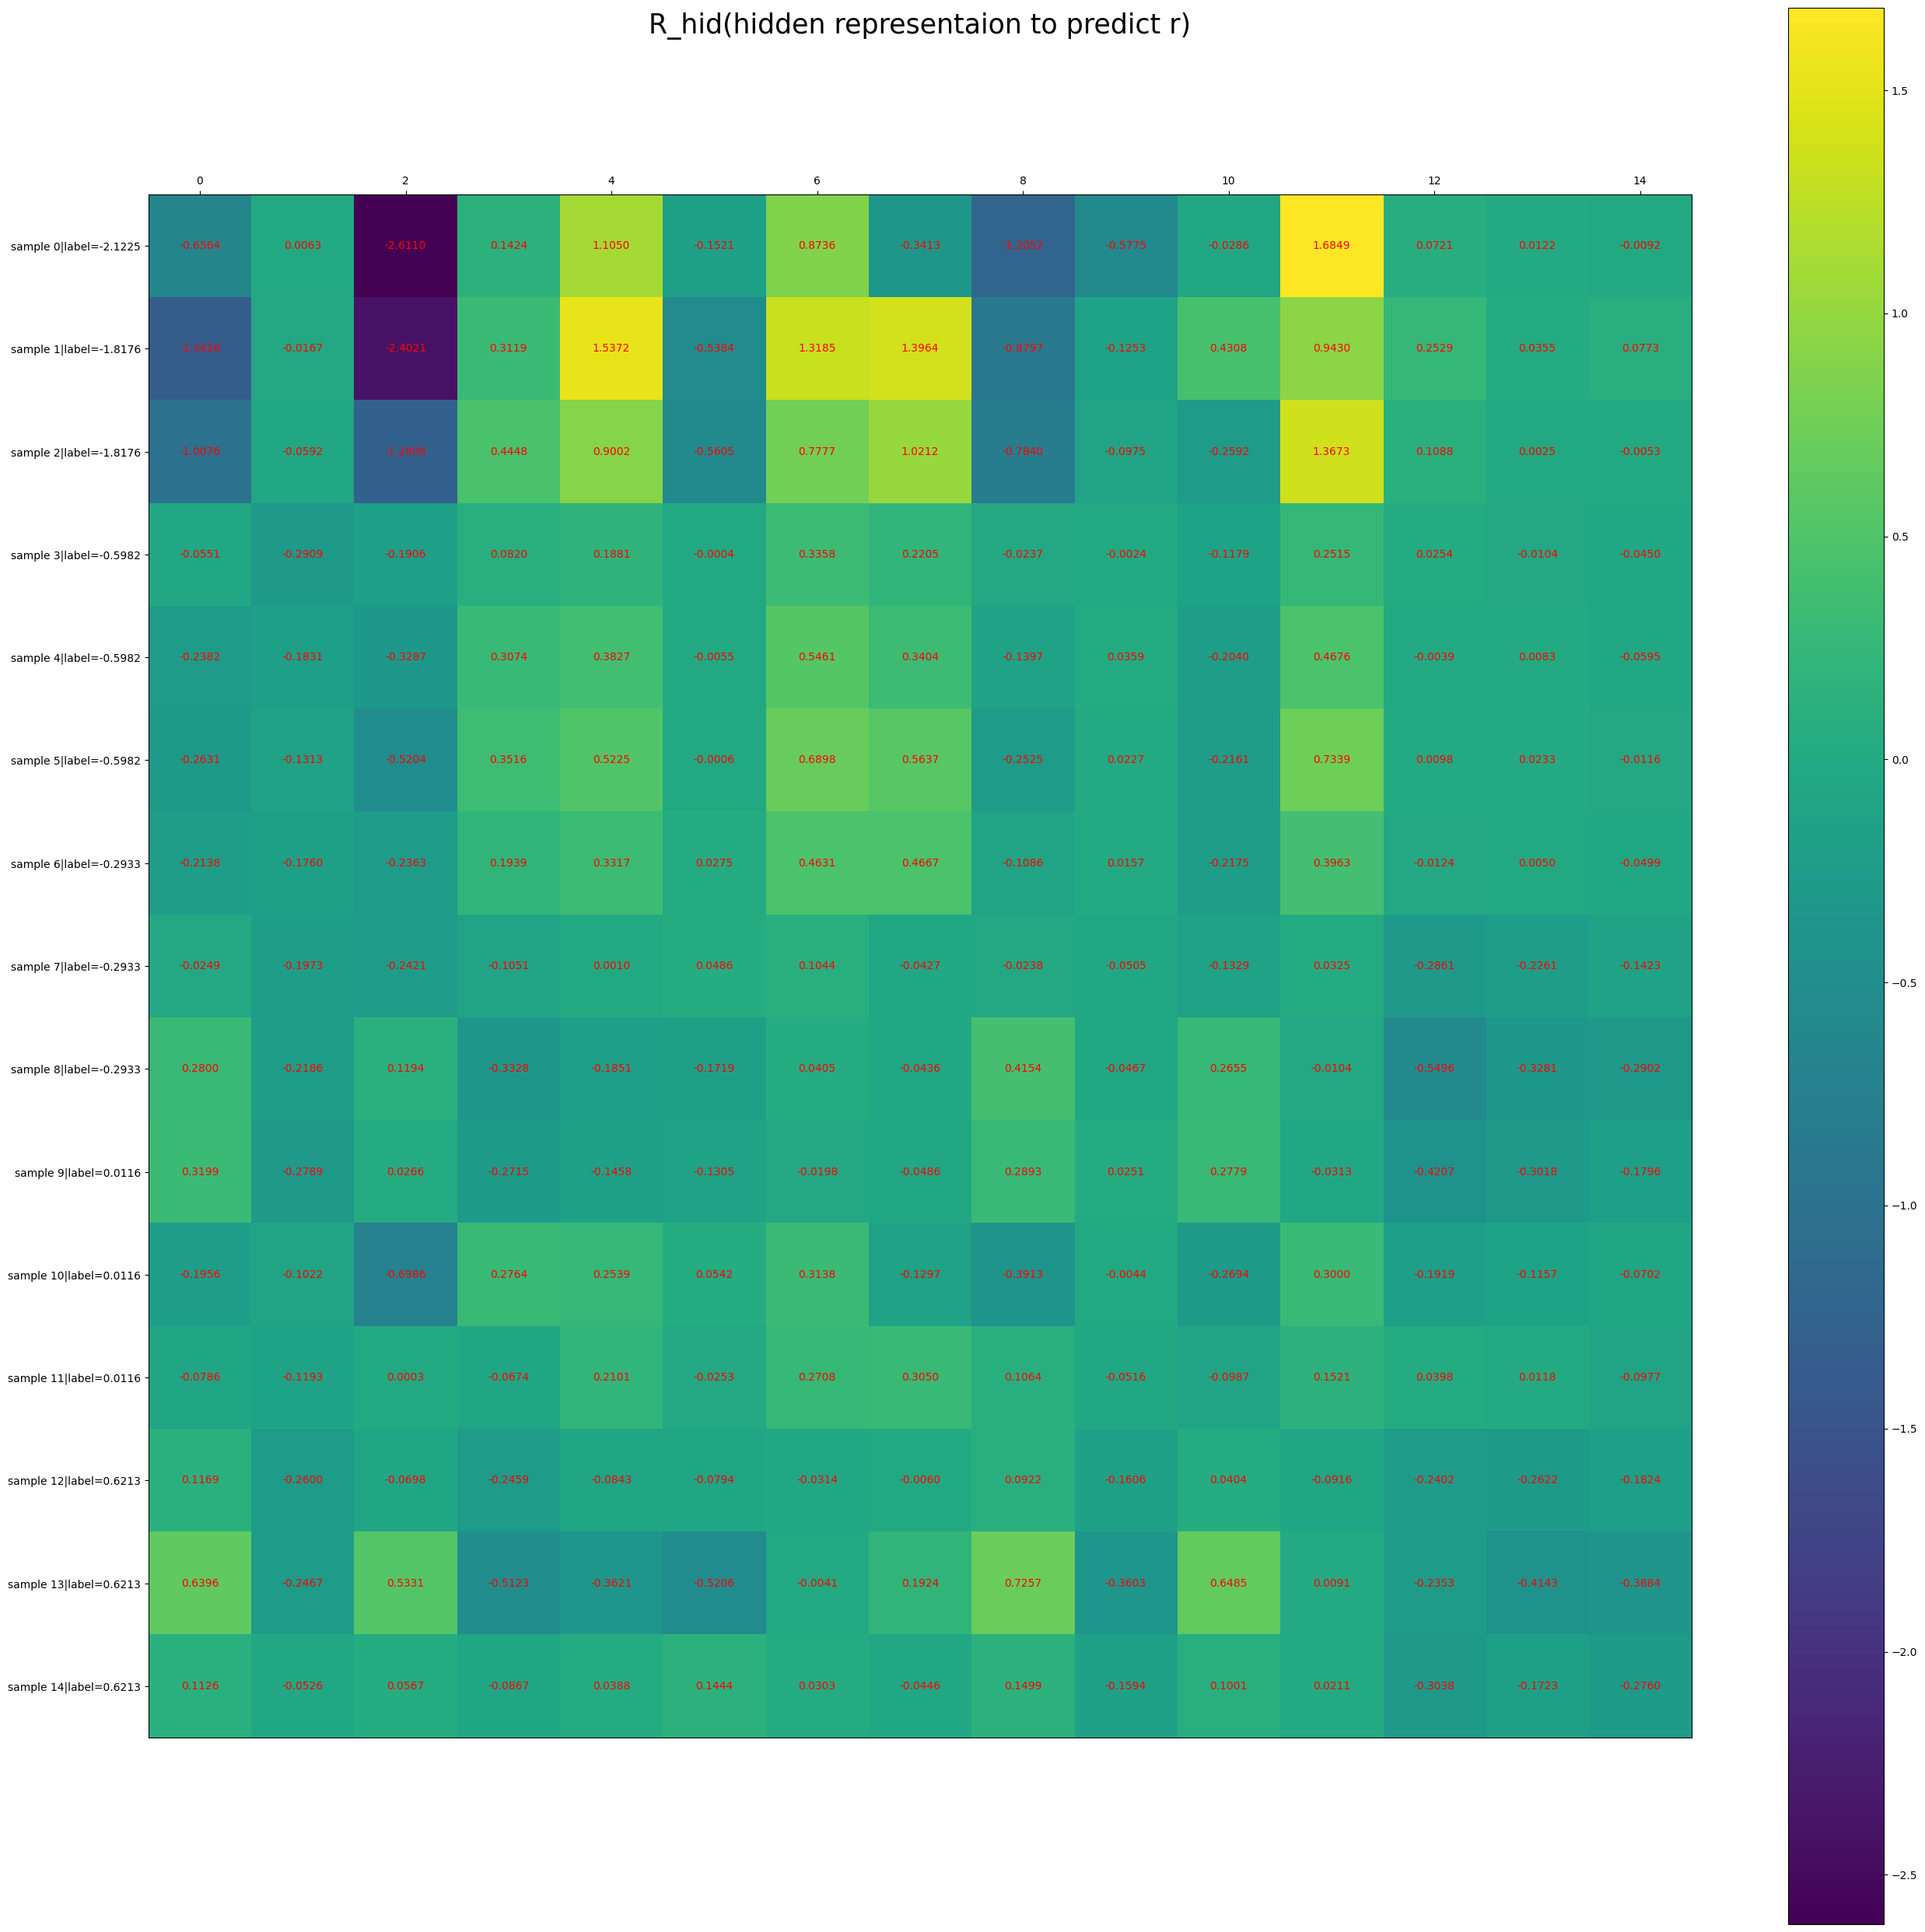 R_hid(hidden representaion to predict r)
0 2 4 6 8 10 12 14
sample 0|label=-2.1225 -0.6564 0.0063 -2.6110 0.1424 1.1050 -0.1521 0.8736 -0.3413 -1.2052 -0.5775 -0.0286 1.6849 0.0721 0.0122 -0.0092
sample 1|label=-1.8176 -1.3426 -0.0167 -2.4021 0.3119 1.5372 -0.5384 1.3185 1.3964 -0.8797 -0.1253 0.4308 0.9430 0.2529 0.0355 0.0773
sample 2|label=-1.8176 -1.0076 -0.0592 -1.2808 0.4448 0.9002 -0.5605 0.7777 1.0212 -0.7840 -0.0975 -0.2592 1.3673 0.1088 0.0025 -0.0053
sample 3|label=-0.5982 -0.0551 -0.2909 -0.1906 0.0820 0.1881 -0.0004 0.3358 0.2205 -0.0237 -0.0024 -0.1179 0.2515 0.0254 -0.0104 -0.0450
sample 4|label=-0.5982 -0.2382 -0.1831 -0.3287 0.3074 0.3827 -0.0055 0.5461 0.3404 -0.1397 0.0359 -0.2040 0.4676 -0.0039 0.0083 -0.0595
sample 5|label=-0.5982 -0.2631 -0.1313 -0.5204 0.3516 0.5225 -0.0006 0.6898 0.5637 -0.2525 0.0227 -0.2161 0.7339 0.0098 0.0233 -0.0116
sample 6|label=-0.2933 -0.2138 -0.1760 -0.2363 0.1939 0.3317 0.0275 0.4631 0.4667 -0.1086 0.0157 -0.2175 0.3963 -0.0124 0.0050 -0.0499
sample 7|label=-0.2933 -0.0249 -0.1973 -0.2421 -0.1051 0.0010 0.0486 0.1044 -0.0427 -0.0238 -0.0505 -0.1329 0.0325 -0.2861 -0.2261 -0.1423
sample 8|label=-0.2933 0.2800 -0.2186 0.1194 -0.3328 -0.1851 -0.1719 0.0405 -0.0436 0.4154 -0.0467 0.2655 -0.0104 -0.5496 -0.3281 -0.2902
sample 9|label=0.0116 0.3199 -0.2789 0.0266 -0.2715 -0.1458 -0.1305 -0.0198 -0.0486 0.2893 0.0251 0.2779 -0.0313 -0.4207 -0.3018 -0.1796
sample 10|label=0.0116 -0.1956 -0.1022 -0.6986 0.2764 0.2539 0.0542 0.3138 -0.1297 -0.3913 -0.0044 -0.2694 0.3000 -0.1919 -0.1157 -0.0702
sample 11|label=0.0116 -0.0786 -0.1193 0.0003 -0.0674 0.2101 -0.0253 0.2708 0.3050 0.1064 -0.0516 -0.0987 0.1521 0.0398 0.0118 -0.0977
sample 12|label=0.6213 0.1169 -0.2600 -0.0698 -0.2459 -0.0843 -0.0794 -0.0314 -0.0060 0.0922 -0.1606 0.0404 -0.0916 -0.2402 -0.2622 -0.1824
sample 13|label=0.6213 0.6396 -0.2467 0.5331 -0.5123 -0.3621 -0.5206 -0.0041 0.1924 0.7257 -0.3603 0.6485 0.0091 -0.2353 -0.4143 -0.3884
sample 14|label=0.6213 0.1126 -0.0526 0.0567 -0.0867 0.0388 0.1444 0.0303 -0.0446 0.1499 -0.1594 0.1001 0.0211 -0.3038 -0.1723 -0.2760
1.5
1.0
0.5
0.0
−0.5
−1.0
−1.5
−2.0
−2.5